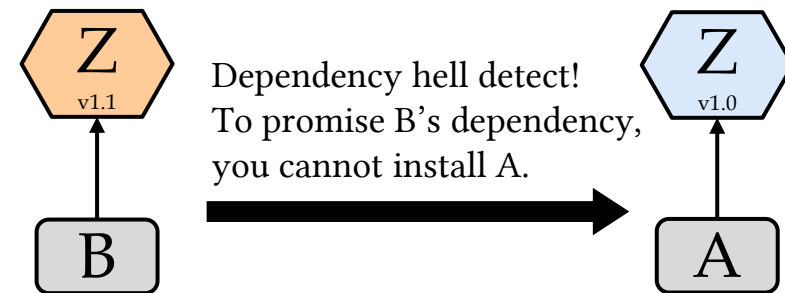 Z
v1.1
Dependency hell detect!
To promise B’s dependency,
you cannot install A.
Z
v1.0
B
A